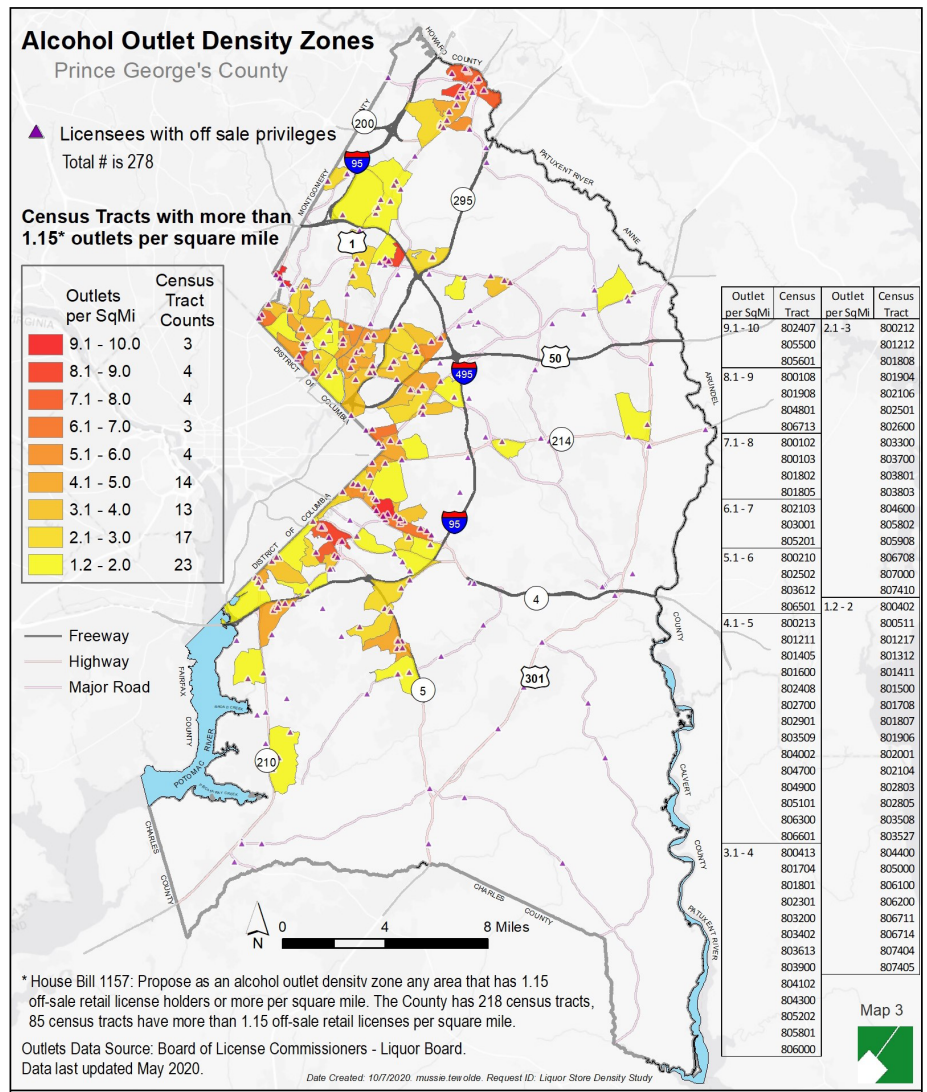 Alcohol Outlet Density Zones
Prince George's County
Licensees with off sale privileges
Total # is 278
Census Tracts with more than
1.15* outlets per square mile
Outlets per SqMi Census Tract Counts
9.1 - 10.0 3
8.1 - 9.0 4
7.1 - 8.0 4
6.1 - 7.0 3
5.1 - 6.0 4
4.1 - 5.0 14
3.1 - 4.0 13
2.1 - 3.0 17
1.2 - 2.0 23
Freeway
Highway
Major Road
HOWARD COUNTY
MONTGOMERY COUNTY
200
95
295
1
PATUXENT RIVER
ANNE
ARUNDEL
COUNTY
50
495
DISTRICT OF COLUMBIA
214
DISTRICT OF COLUMBIA
95
4
301
5
210
FAIRFAX COUNTY
POTOMAC RIVER
CALVERT
COUNTY
PATUXENT RIVER
CHARLES COUNTY
CHARLES COUNTY
VIRGINIA
N
0 4 8 Miles
Outlet per SqMi Census Tract
9.1 - 10 802407
805500
805601
8.1 - 9 800108
801908
804801
806713
7.1 - 8 800102
800103
801802
801805
6.1 - 7 802103
803001
805201
5.1 - 6 800210
802502
803612
806501
4.1 - 5 800213
801211
801405
801600
802408
802700
802901
803509
804002
804700
804900
805101
806300
806601
3.1 - 4 800413
801704
801801
802301
803200
803402
803613
803900
804102
804300
805202
805801
806000
Outlet per SqMi Census Tract
2.1 -3 800212
801212
801808
801904
802106
802501
802600
803300
803700
803801
803803
804600
805802
805908
806708
807000
807410
1.2 - 2 800402
800511
801217
801312
801411
801500
801708
801807
801906
802001
802104
802803
802805
803508
803527
804400
805000
806100
806200
806711
806714
807404
807405
* House Bill 1157: Propose as an alcohol outlet density zone any area that has 1.15
off-sale retail license holders or more per square mile. The County has 218 census tracts,
85 census tracts have more than 1.15 off-sale retail licenses per square mile.
Outlets Data Source: Board of License Commissioners - Liquor Board.
Data last updated May 2020.
Date Created: 10/7/2020. mussie.tewolde. Request ID: Liquor Store Density Study
Map 3